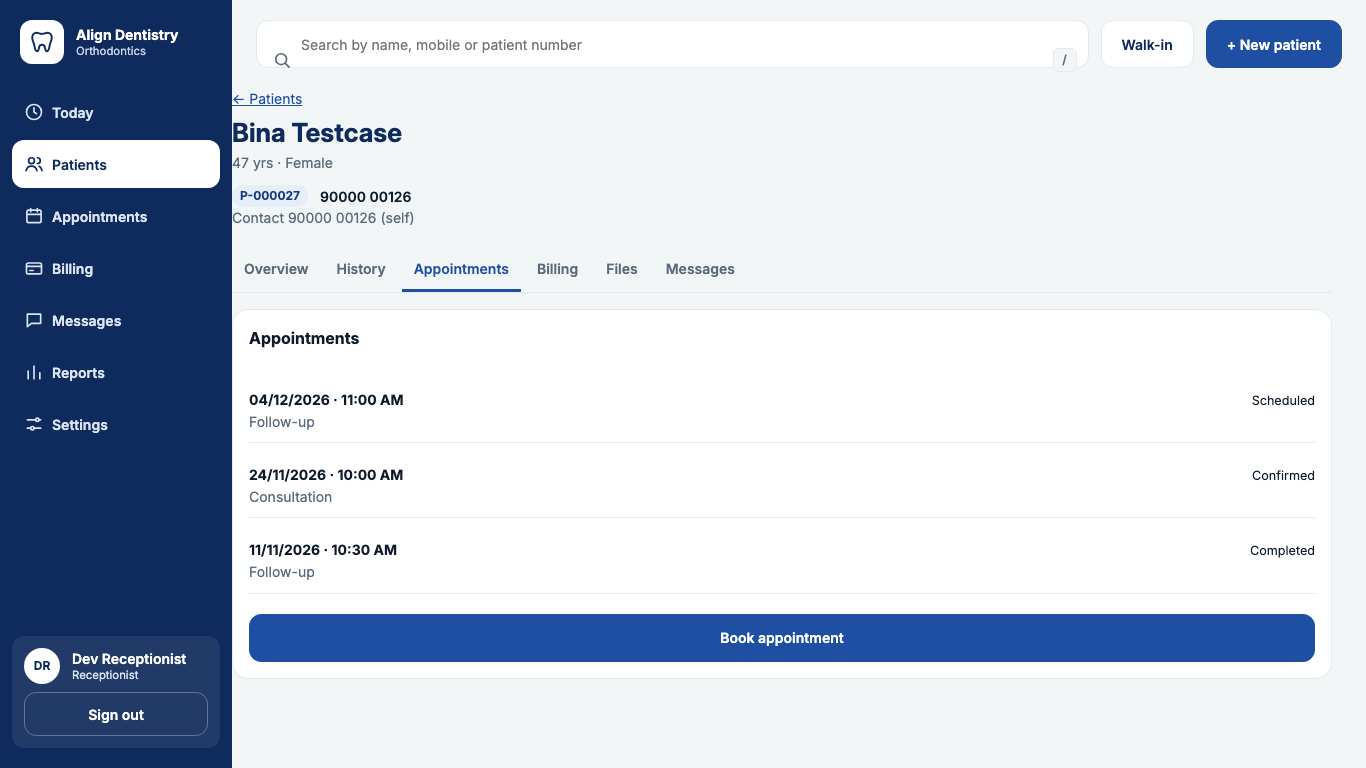 Align Dentistry
Orthodontics
Today
Patients
Appointments
Billing
Messages
Reports
Settings
DR
Dev Receptionist
Receptionist
Sign out
Search by name, mobile or patient number
/
Walk-in
+ New patient
← Patients
Bina Testcase
47 yrs · Female
P-000027 90000 00126
Contact 90000 00126 (self)
Overview History Appointments Billing Files Messages
Appointments
04/12/2026 · 11:00 AM Scheduled
Follow-up
24/11/2026 · 10:00 AM Confirmed
Consultation
11/11/2026 · 10:30 AM Completed
Follow-up
Book appointment